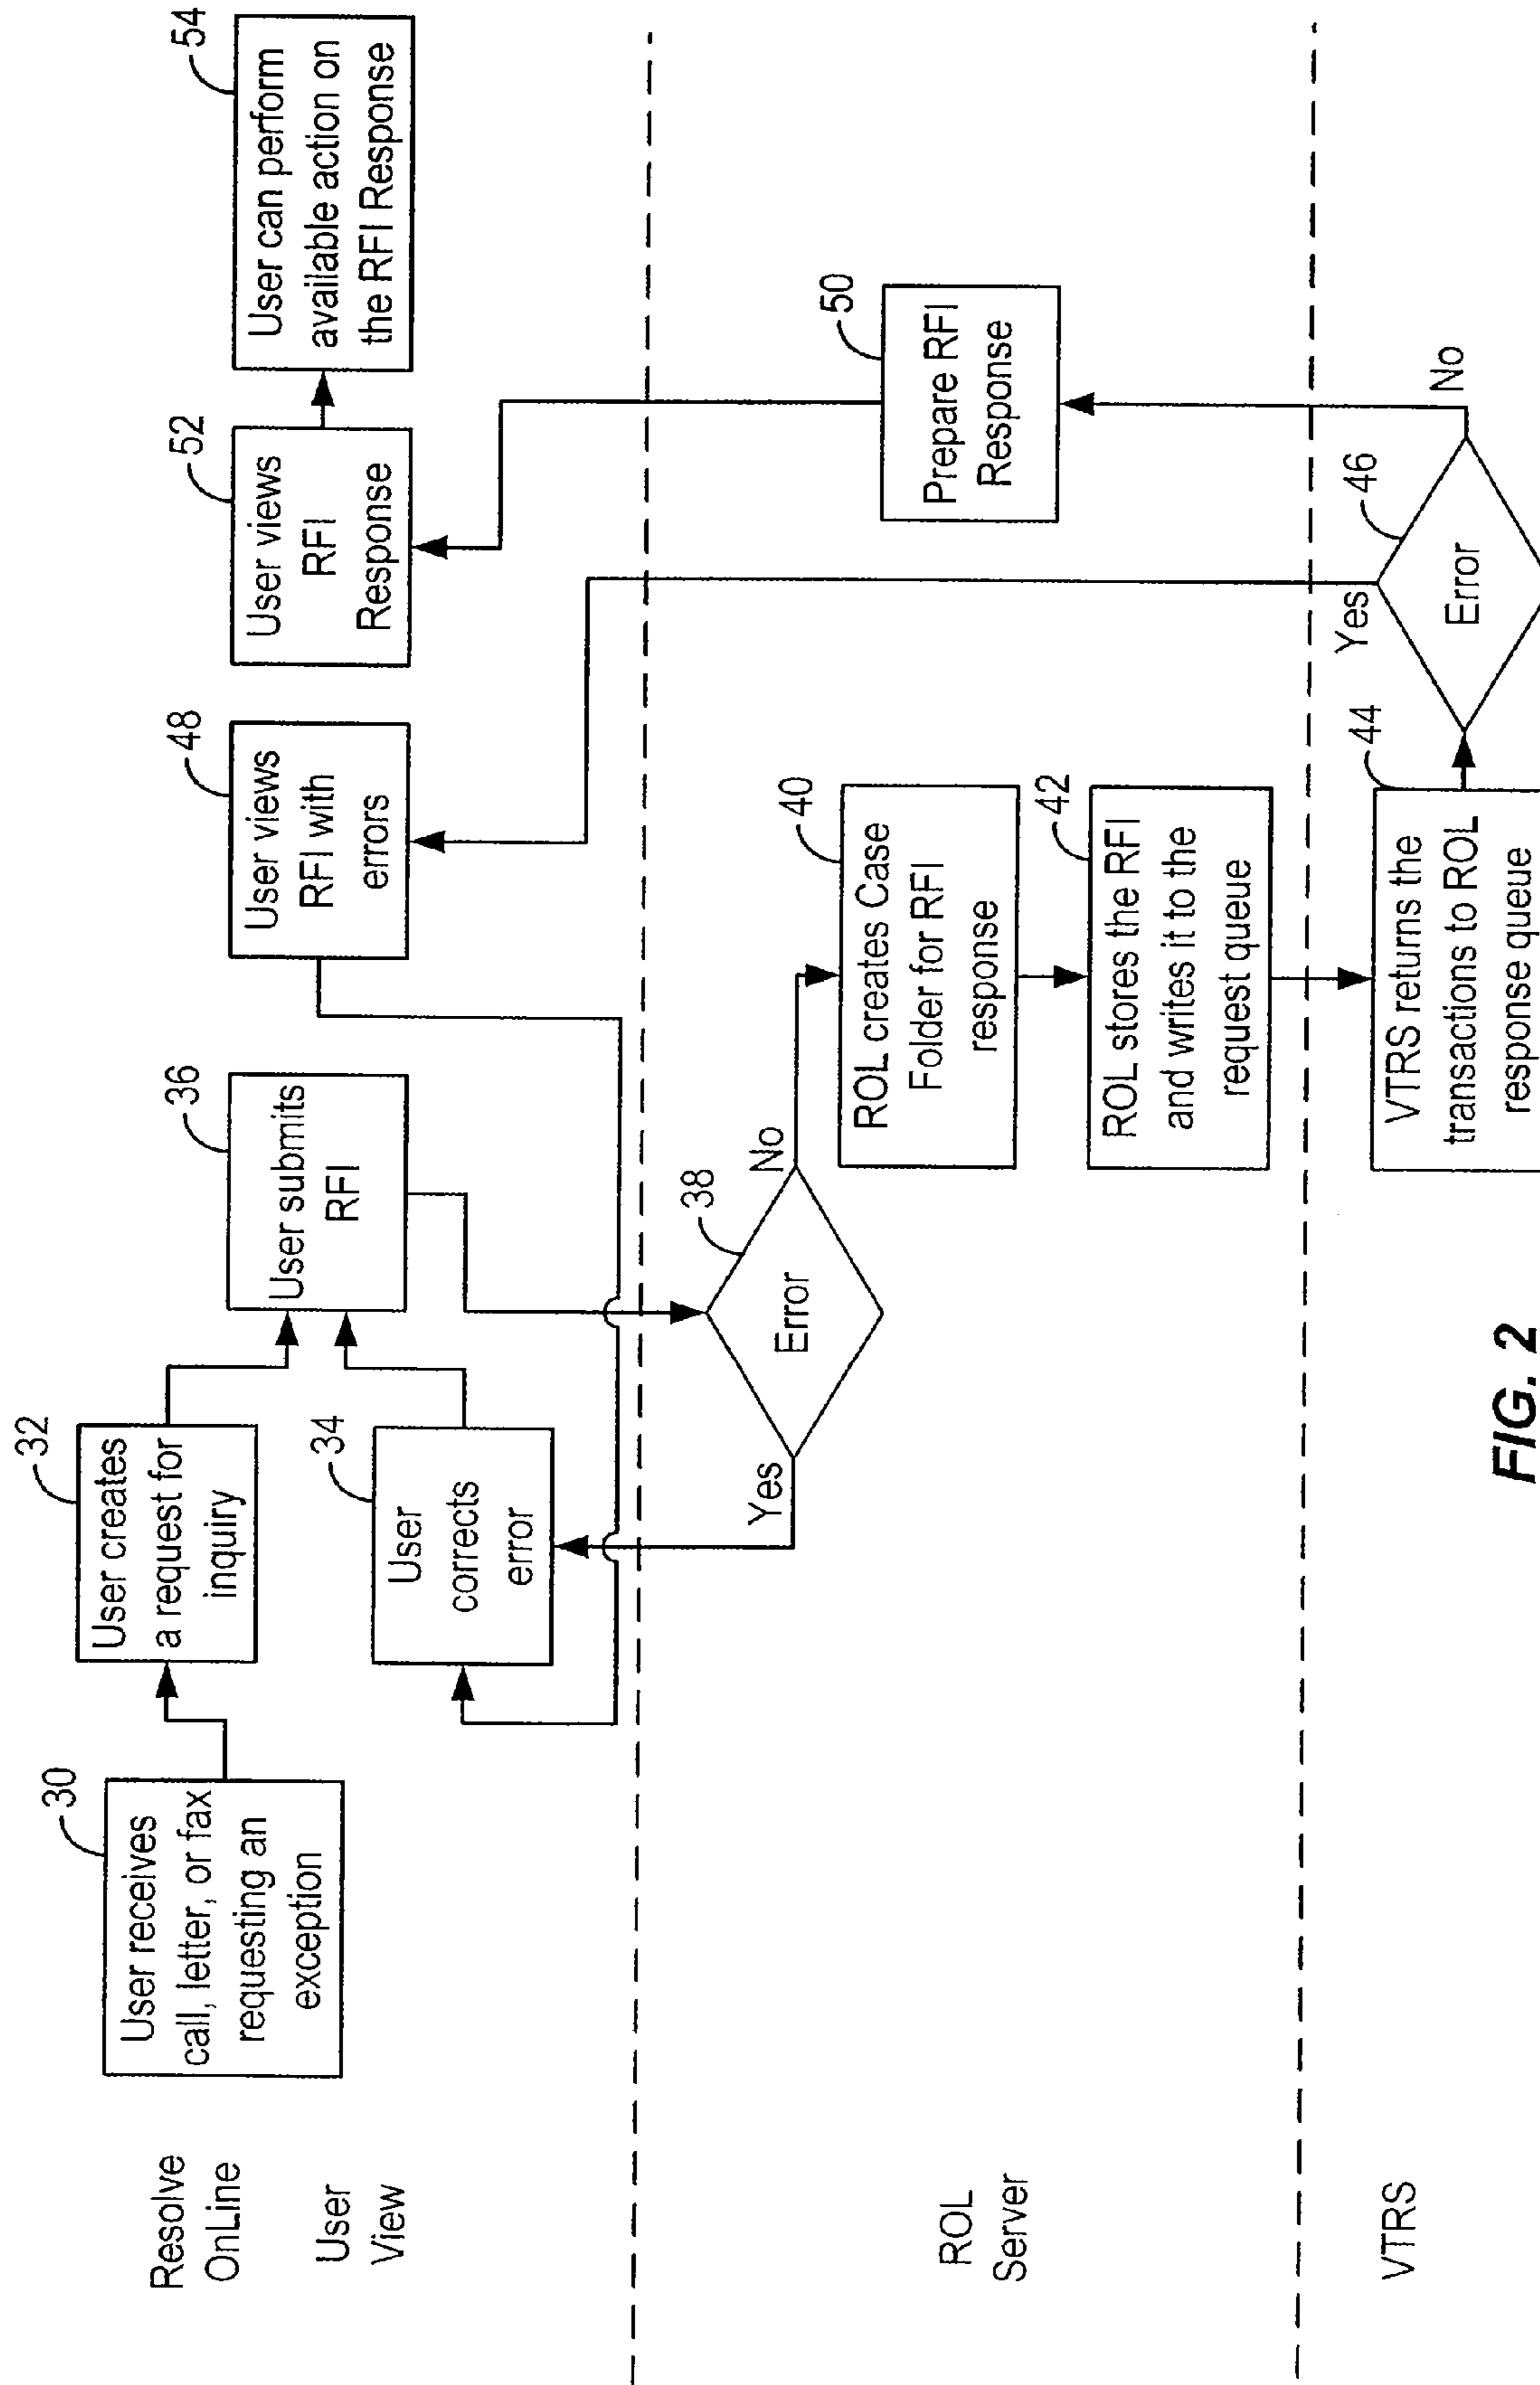 Resolve
OnLine
User
View
30
User receives
call, letter, or fax
requesting an
exception
32
User creates
a request for
inquiry
34
User
corrects
error
36
User submits
RFI
48
User views
RFI with
errors
52
User views
RFI
Response
54
User can perform
available action on
the RFI Response
ROL
Server
38
Error
Yes
No
40
ROL creates Case
Folder for RFI
response
42
ROL stores the RFI
and writes it to the
request queue
50
Prepare RFI
Response
VTRS
44
VTRS returns the
transactions to ROL
response queue
46
Error
Yes
No
FIG. 2